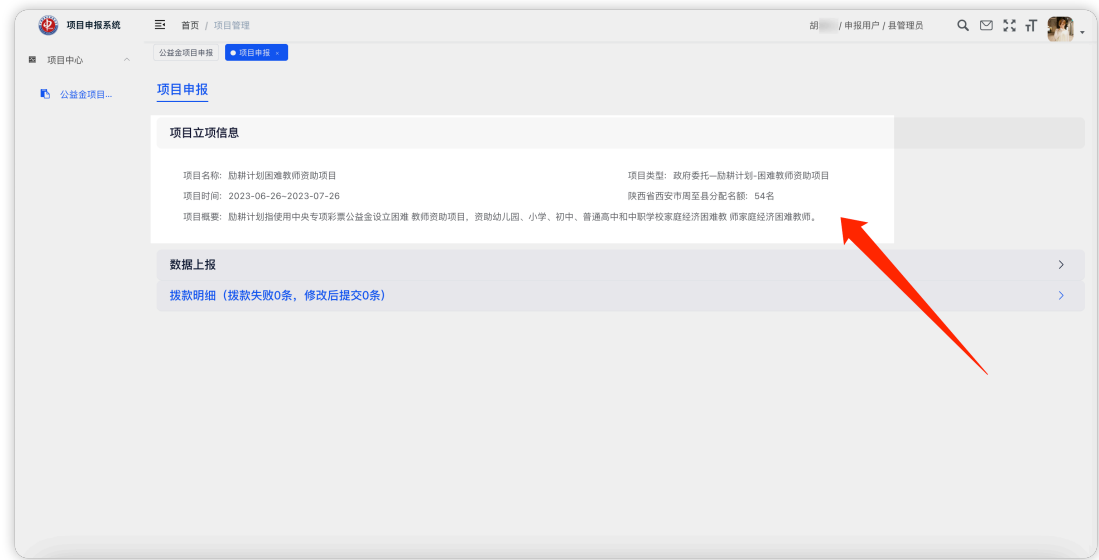 项目申报系统
首页 / 项目管理
胡 / 申报用户 / 县管理员
项目中心
公益金项目...
公益金项目申报
项目申报 ×
项目申报
项目立项信息
项目名称: 励耕计划困难教师资助项目
项目类型: 政府委托—励耕计划-困难教师资助项目
项目时间: 2023-06-26~2023-07-26
陕西省西安市周至县分配名额: 54名
项目概要: 励耕计划指使用中央专项彩票公益金设立困难 教师资助项目，资助幼儿园、小学、初中、普通高中和中职学校家庭经济困难教 师家庭经济困难教师。
数据上报
拨款明细（拨款失败0条，修改后提交0条）